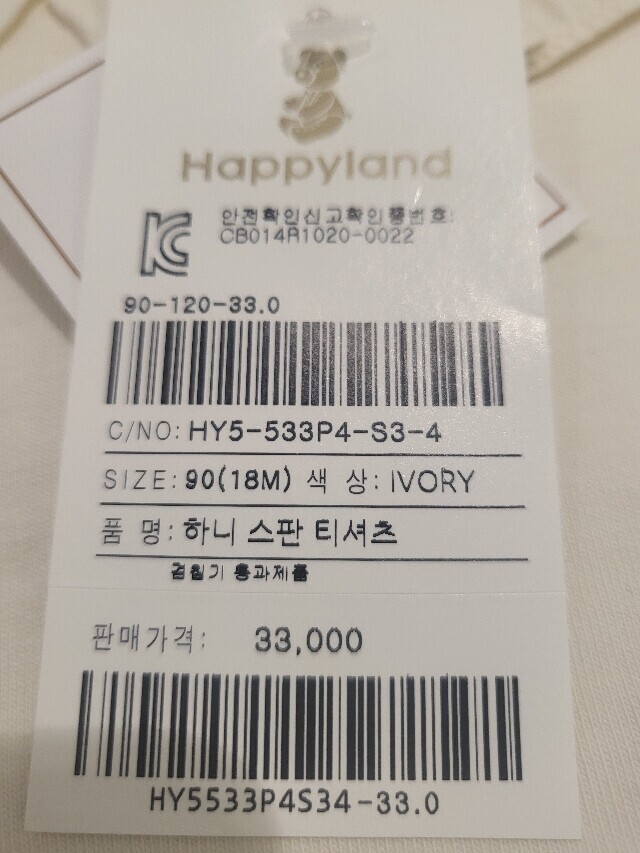 Happyland
안전확인신고확인증번호:
CB014R1020-0022
90-120-33.0
C/NO: HY5-533P4-S3-4
SIZE: 90(18M) 색 상: IVORY
품 명: 하니 스판 티셔츠
검침기 통과제품
판매가격: 33,000
HY5533P4S34-33.0